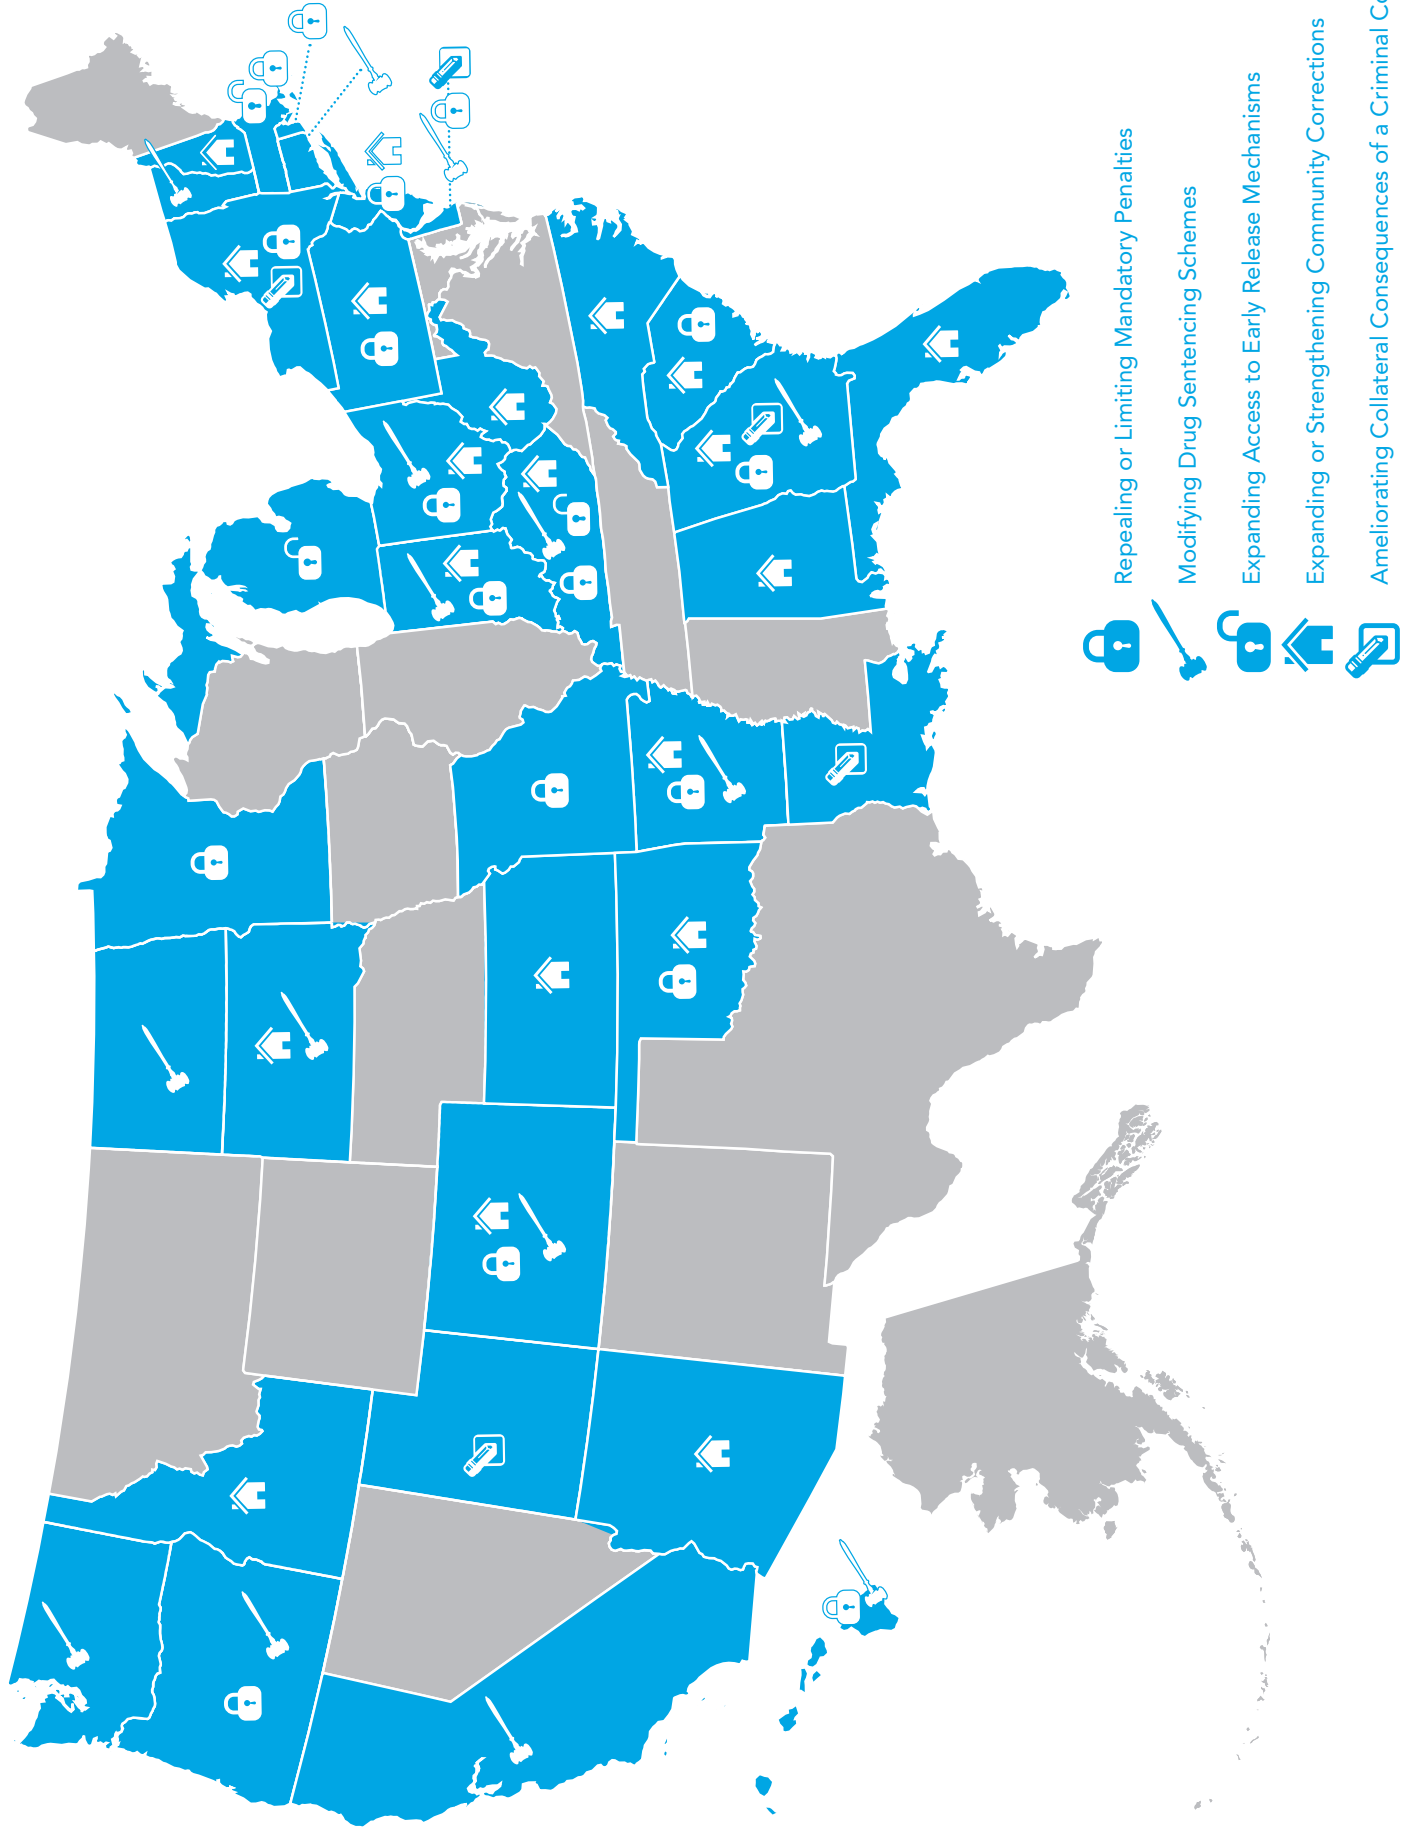 Repealing or Limiting Mandatory Penalties
Modifying Drug Sentencing Schemes
Expanding Access to Early Release Mechanisms
Expanding or Strengthening Community Corrections
Ameliorating Collateral Consequences of a Criminal